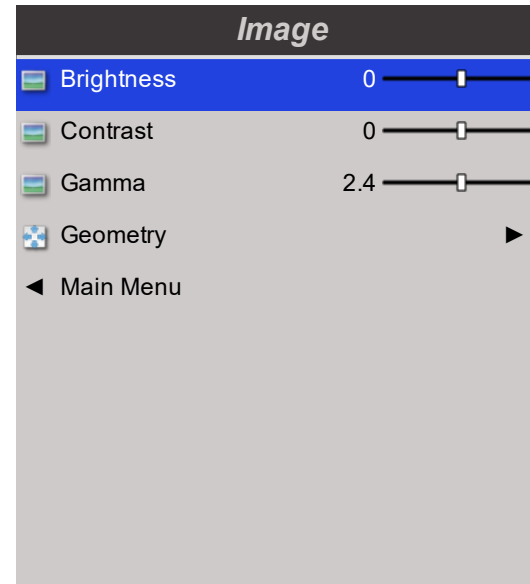 Image
Brightness 0
Contrast 0
Gamma 2.4
Geometry ►
◄ Main Menu